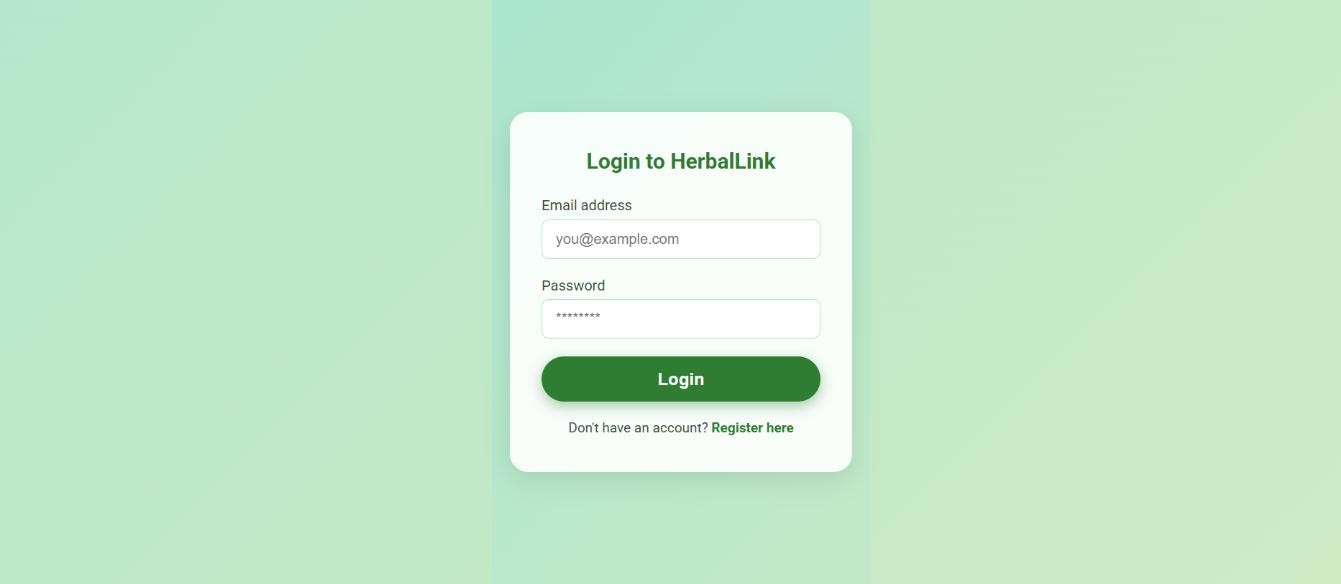 Login to HerbalLink
Email address
you@example.com
Password
********
Login
Don't have an account? Register here